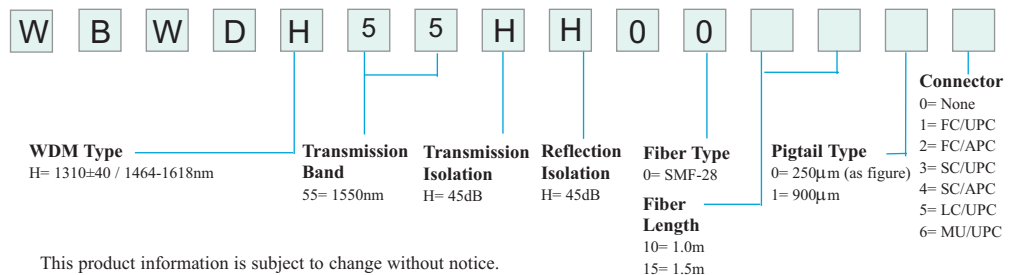 W B W D H 5 5 H H 0 0
WDM Type
H= 1310±40 / 1464-1618nm
Transmission
Band
55= 1550nm
Transmission
Isolation
H= 45dB
Reflection
Isolation
H= 45dB
Fiber Type
0= SMF-28
Fiber
Length
10= 1.0m
15= 1.5m
Pigtail Type
0= 250μm (as figure)
1= 900μm
Connector
0= None
1= FC/UPC
2= FC/APC
3= SC/UPC
4= SC/APC
5= LC/UPC
6= MU/UPC
This product information is subject to change without notice.